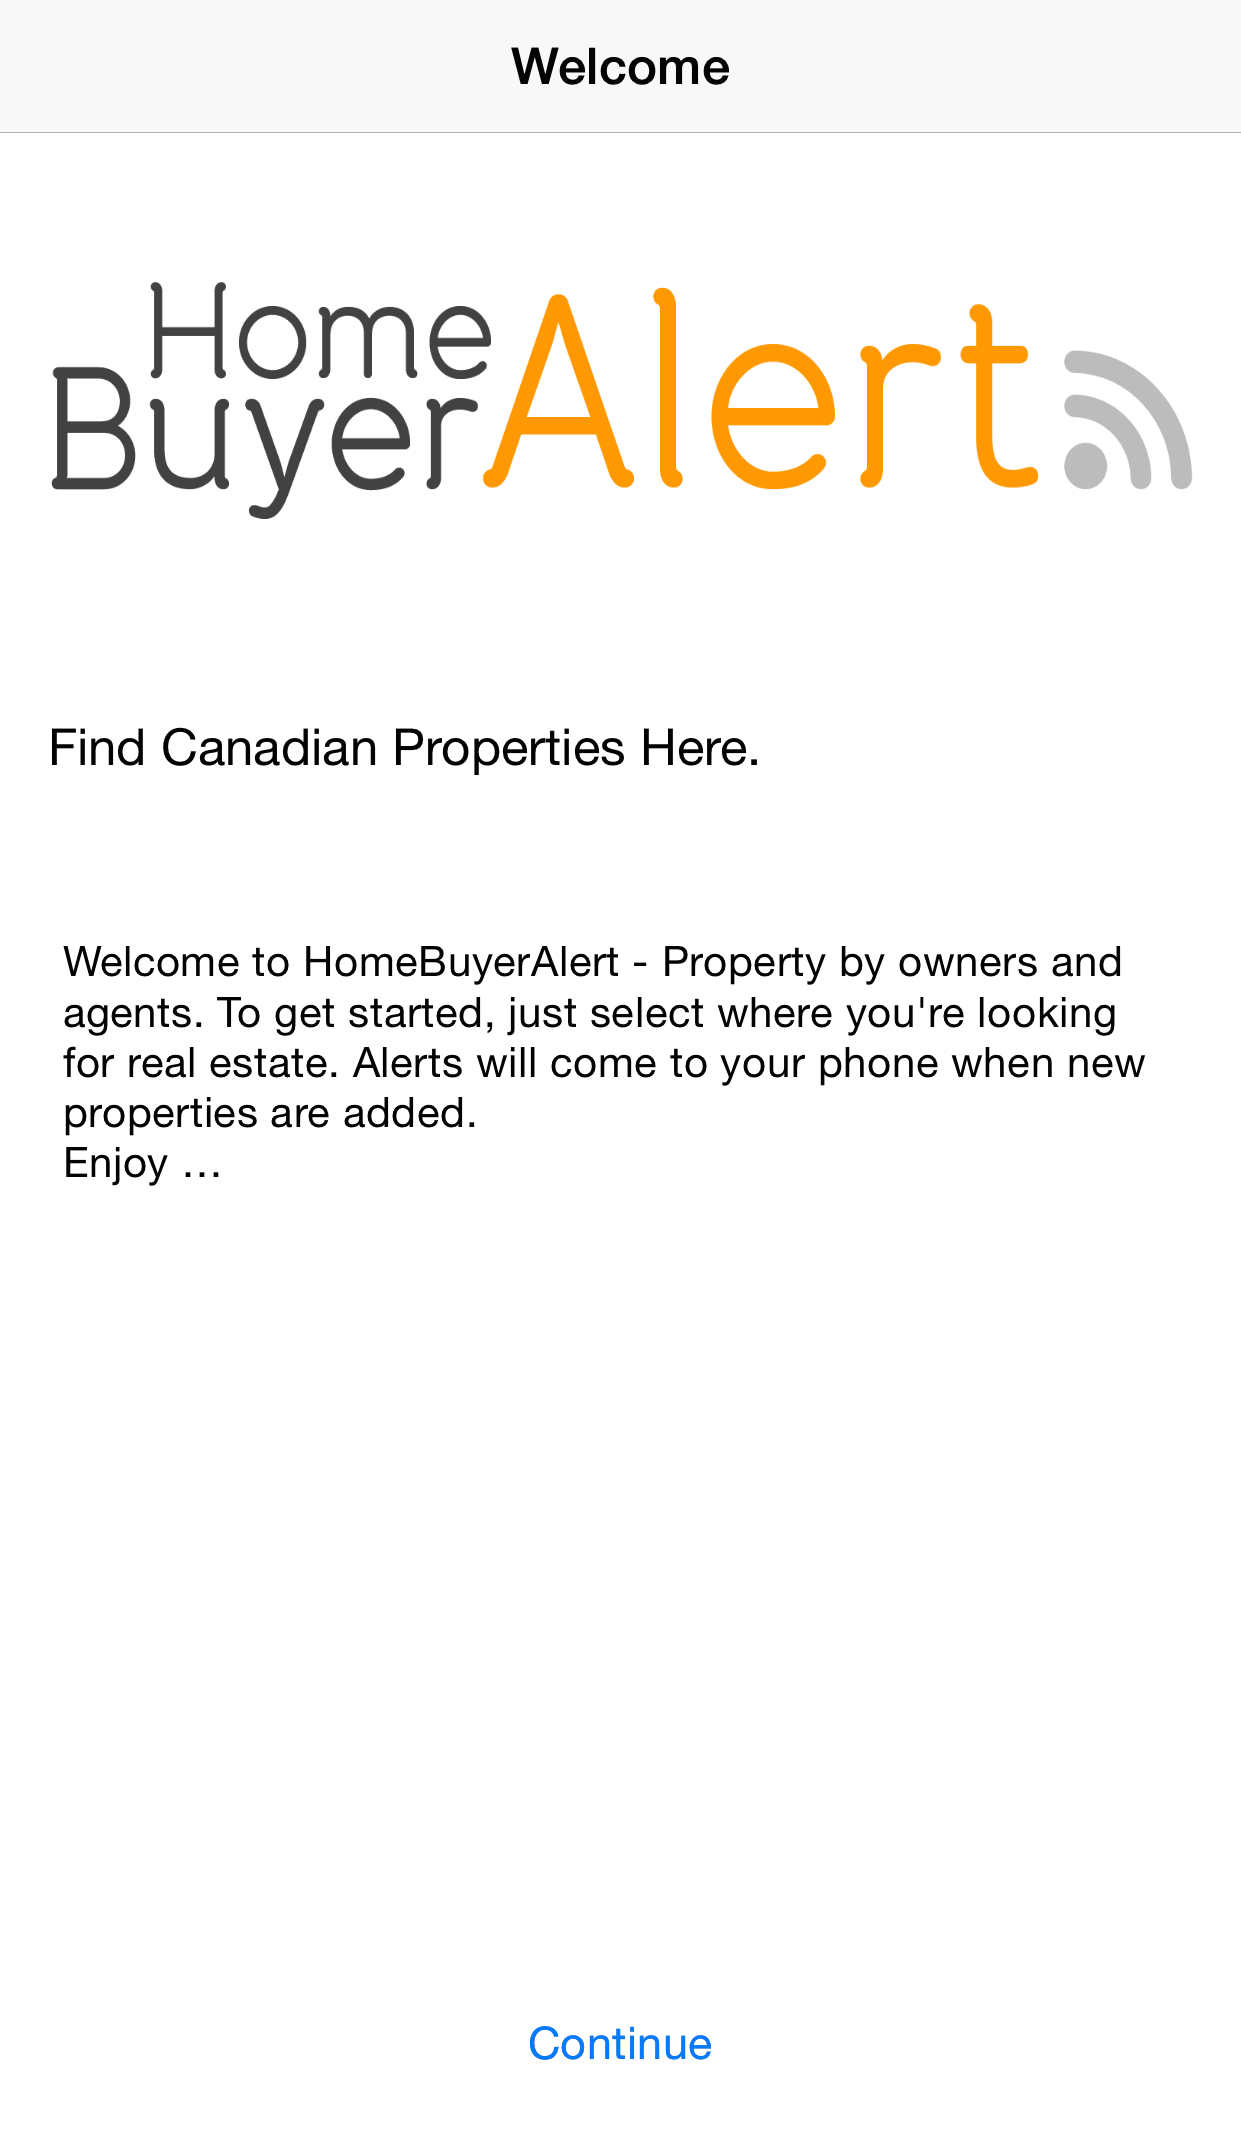 Welcome
Home
BuyerAlert
Find Canadian Properties Here.
Welcome to HomeBuyerAlert - Property by owners and
agents. To get started, just select where you're looking
for real estate. Alerts will come to your phone when new
properties are added.
Enjoy ...
Continue